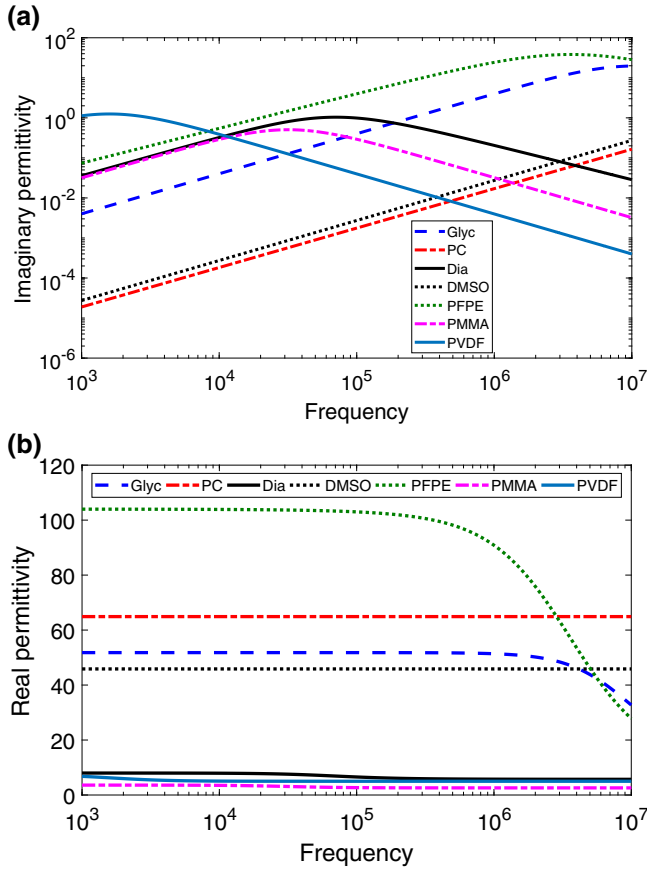 (a)
Imaginary permittivity
10^2
10^0
10^-2
10^-4
10^-6
Glyc
PC
Dia
DMSO
PFPE
PMMA
PVDF
10^3 10^4 10^5 10^6 10^7
Frequency
(b)
Real permittivity
120
100
80
60
40
20
0
Glyc PC Dia DMSO PFPE PMMA PVDF
10^3 10^4 10^5 10^6 10^7
Frequency